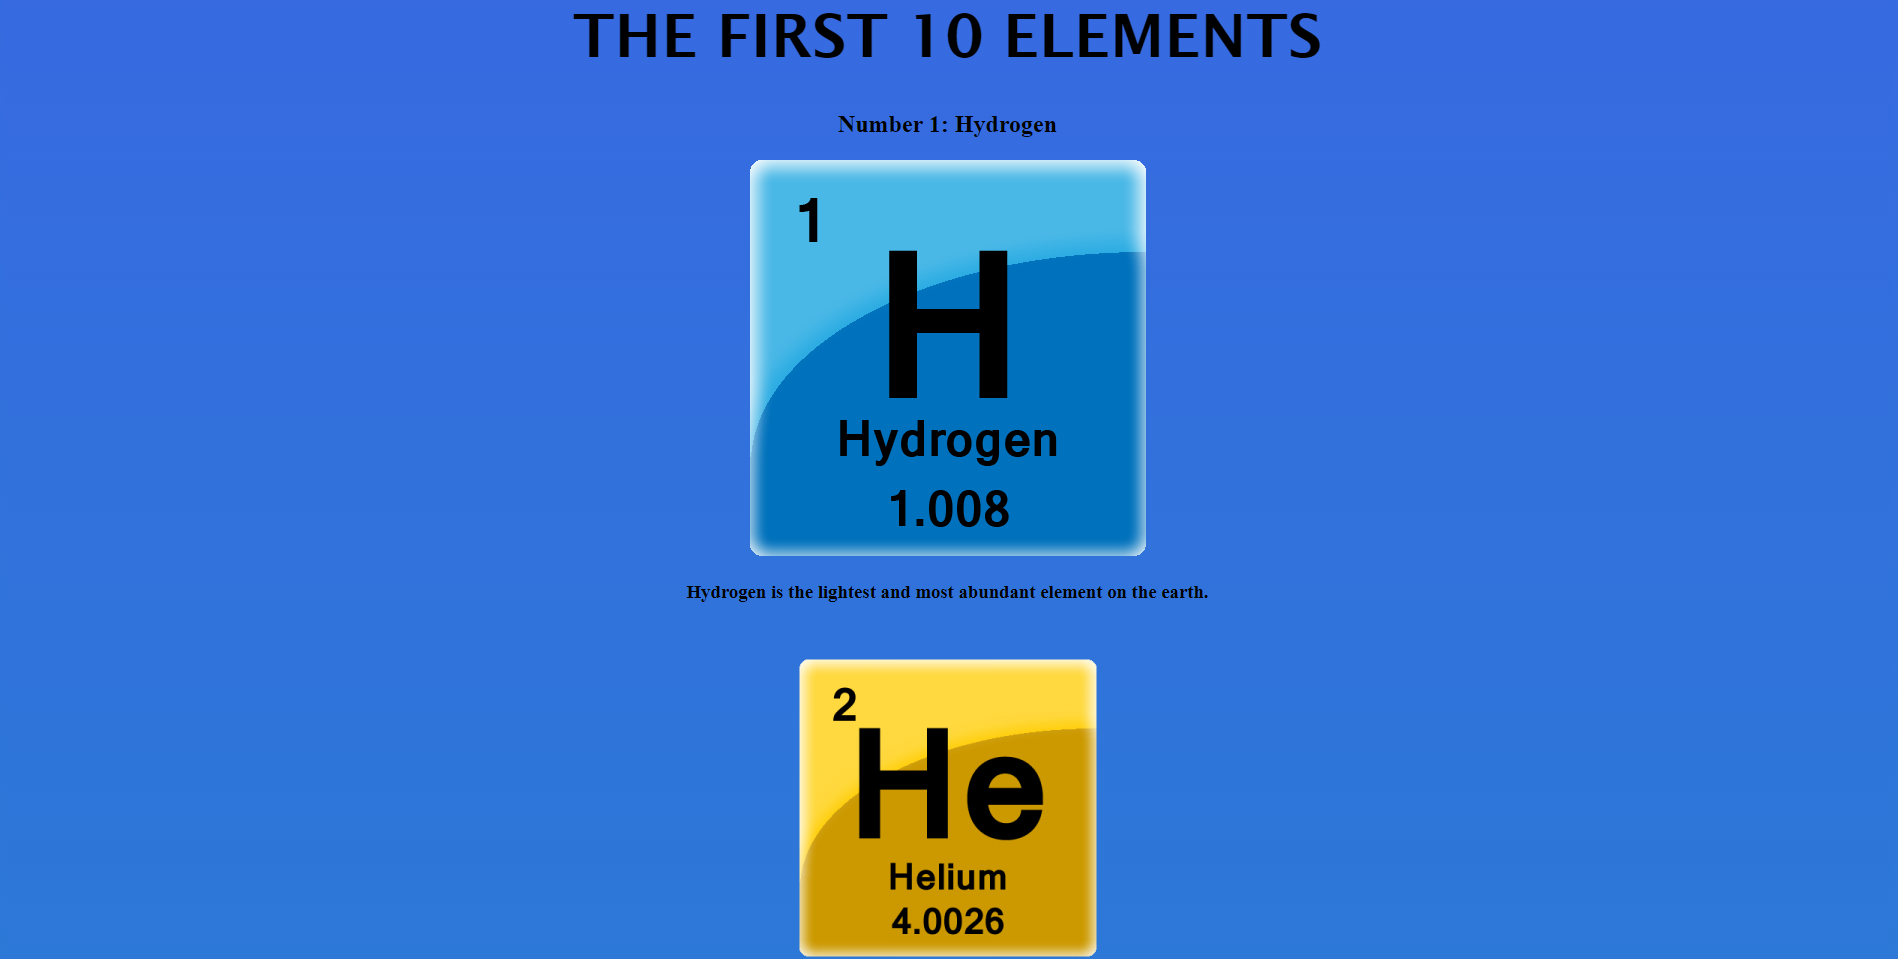 THE FIRST 10 ELEMENTS
Number 1: Hydrogen
1
H
Hydrogen
1.008
Hydrogen is the lightest and most abundant element on the earth.
2
He
Helium
4.0026